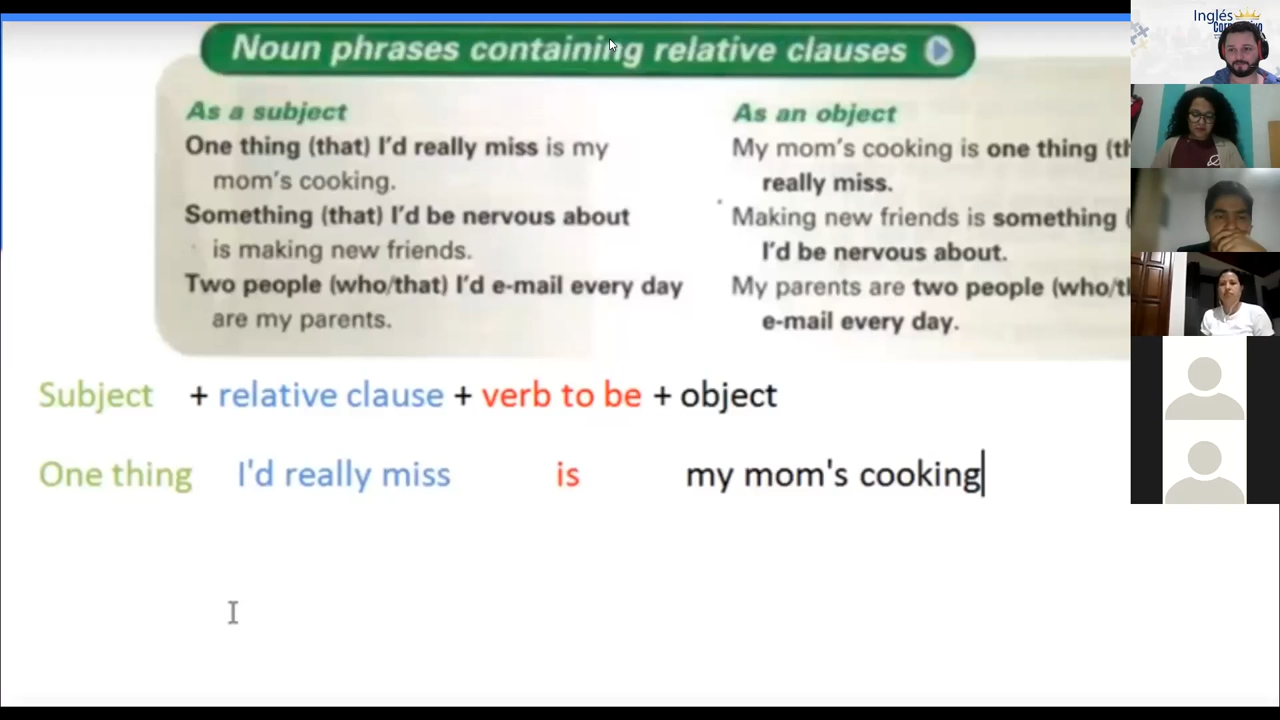 Noun phrases containing relative clauses
As a subject
One thing (that) I'd really miss is my
mom's cooking.
Something (that) I'd be nervous about
is making new friends.
Two people (who/that) I'd e-mail every day
are my parents.
As an object
My mom's cooking is one thing (th
really miss.
Making new friends is something (
I'd be nervous about.
My parents are two people (who/t
e-mail every day.
Subject + relative clause + verb to be + object
One thing I'd really miss is my mom's cooking
Inglés